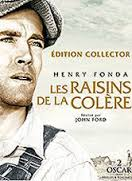 ÉDITION COLLECTOR
HENRY FONDA
LES RAISINS
DE LA COLÈRE
Réalisé par
JOHN FORD
2
OSCAR